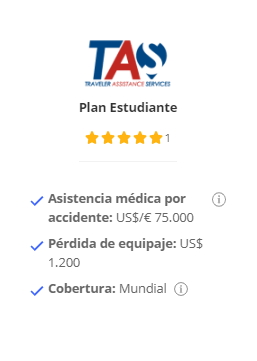 TAS
TRAVELER ASSISTANCE SERVICES
Plan Estudiante
1
Asistencia médica por
accidente: US$/€ 75.000
Pérdida de equipaje: US$
1.200
Cobertura: Mundial